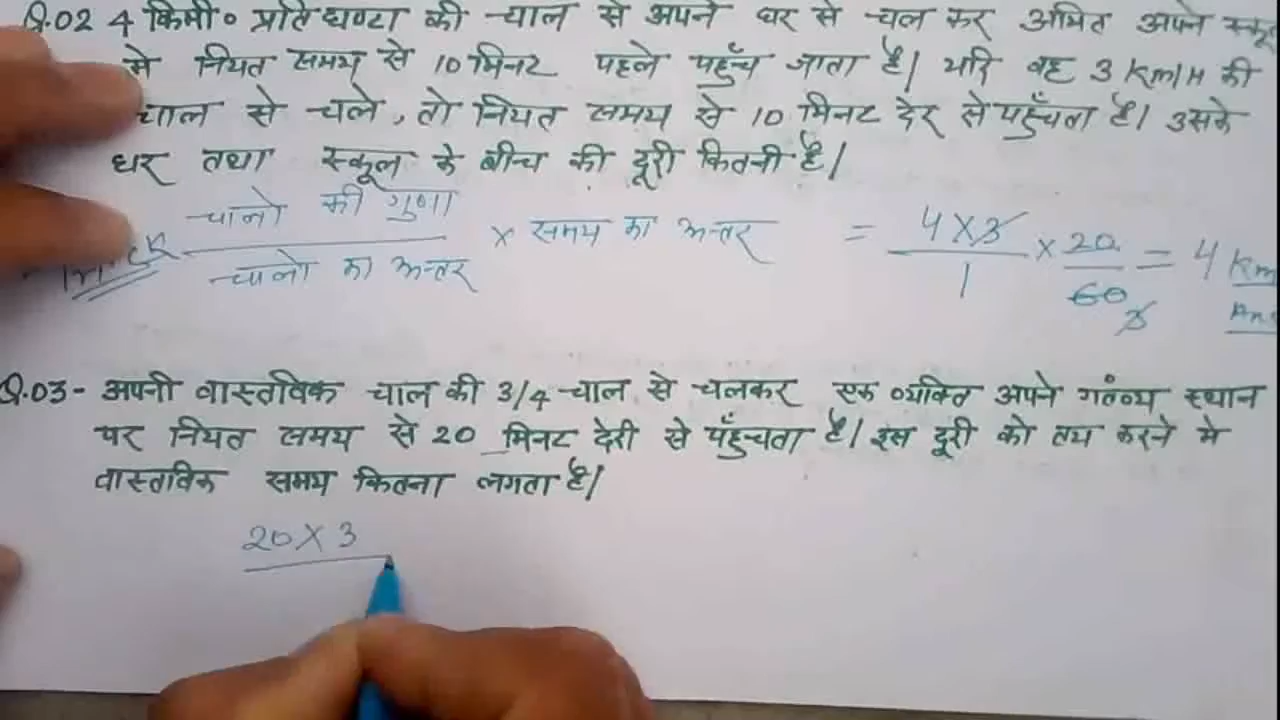 Q.02 4 किमी० प्रति घण्टा की चाल से अपने घर से चल कर अमित अपने स्कूल
मे नियत समय से 10 मिनट पहले पहुँच जाता है। यदि वह 3 Km/H की
चाल से चले, तो नियत समय से 10 मिनट देर से पहुँचता है। उसके
घर तथा स्कूल के बीच की दूरी कितनी है।
चालो की गुणा
चालो का अन्तर
× समय का अन्तर
= 4 X 3 / 1 × 20 / 60 3 = 4 Km
Q.03- अपनी वास्तविक चाल की 3/4 चाल से चलकर एक व्यक्ति अपने गतंव्य स्थान
पर नियत समय से 20 मिनट देरी से पहुँचता है। इस दूरी को तय करने मे
वास्तविक समय कितना लगता है।
20 X 3